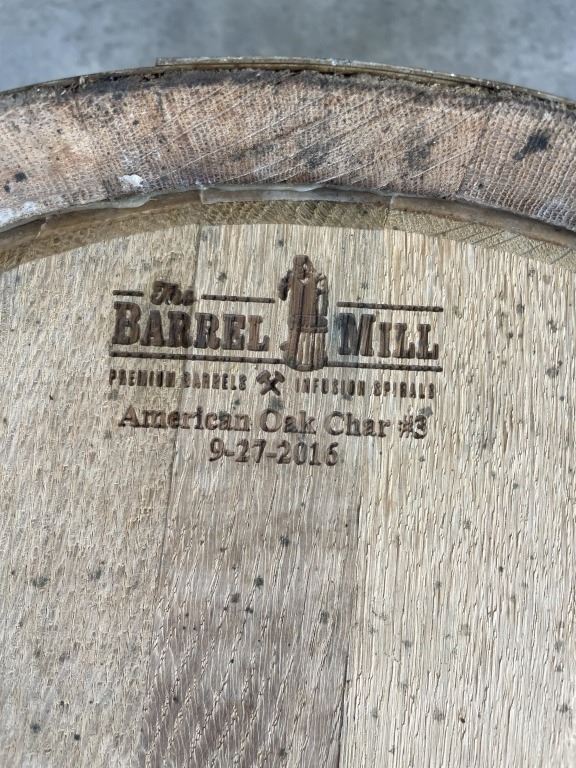 The
BARREL MILL
PREMIUM BARRELS INFUSION SPIRALS
American Oak Char #3
9-27-2016